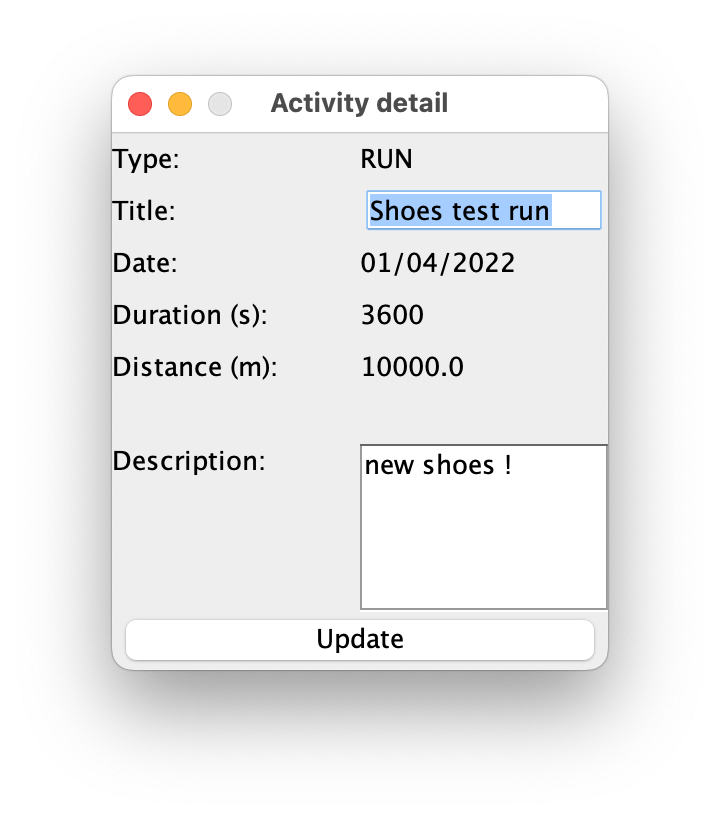 Activity detail
Type: RUN
Title: Shoes test run
Date: 01/04/2022
Duration (s): 3600
Distance (m): 10000.0
Description: new shoes !
Update